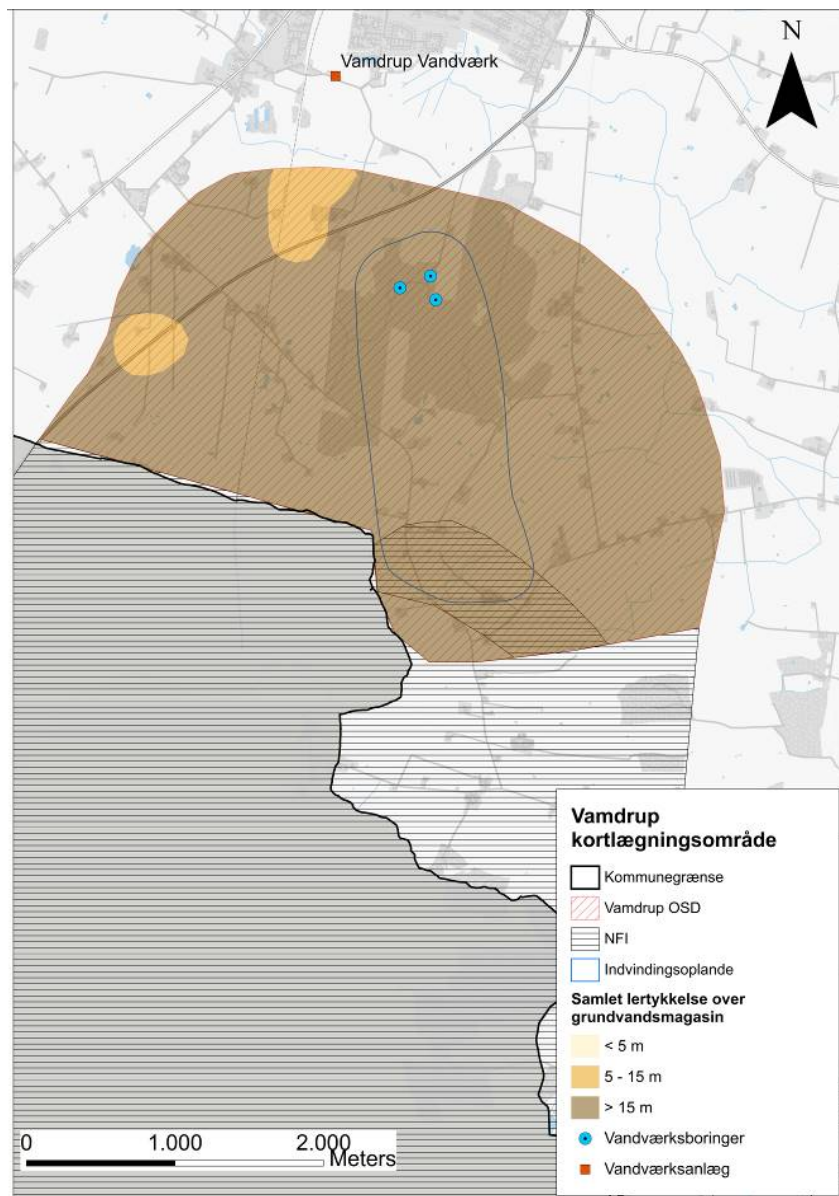 N
Vamdrup Vandværk
Vamdrup
kortlægningsområde
Kommunegrænse
Vamdrup OSD
NFI
Indvindingsoplande
Samlet lertykkelse over
grundvandsmagasin
< 5 m
5 - 15 m
> 15 m
Vandværksboringer
Vandværksanlæg
0 1.000 2.000
Meters